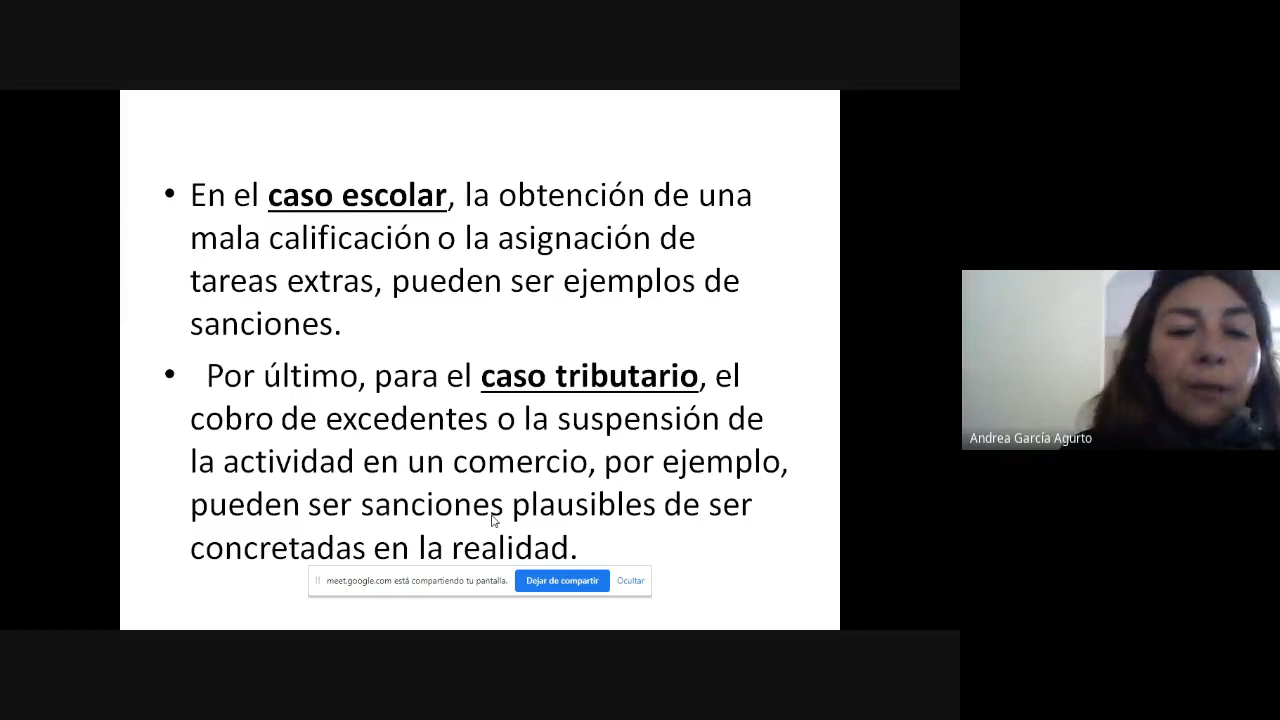 • En el caso escolar, la obtención de una
mala calificación o la asignación de
tareas extras, pueden ser ejemplos de
sanciones.
• Por último, para el caso tributario, el
cobro de excedentes o la suspensión de
la actividad en un comercio, por ejemplo,
pueden ser sanciones plausibles de ser
concretadas en la realidad.
meet.google.com está compartiendo tu pantalla. Dejar de compartir Ocultar
Andrea García Agurto